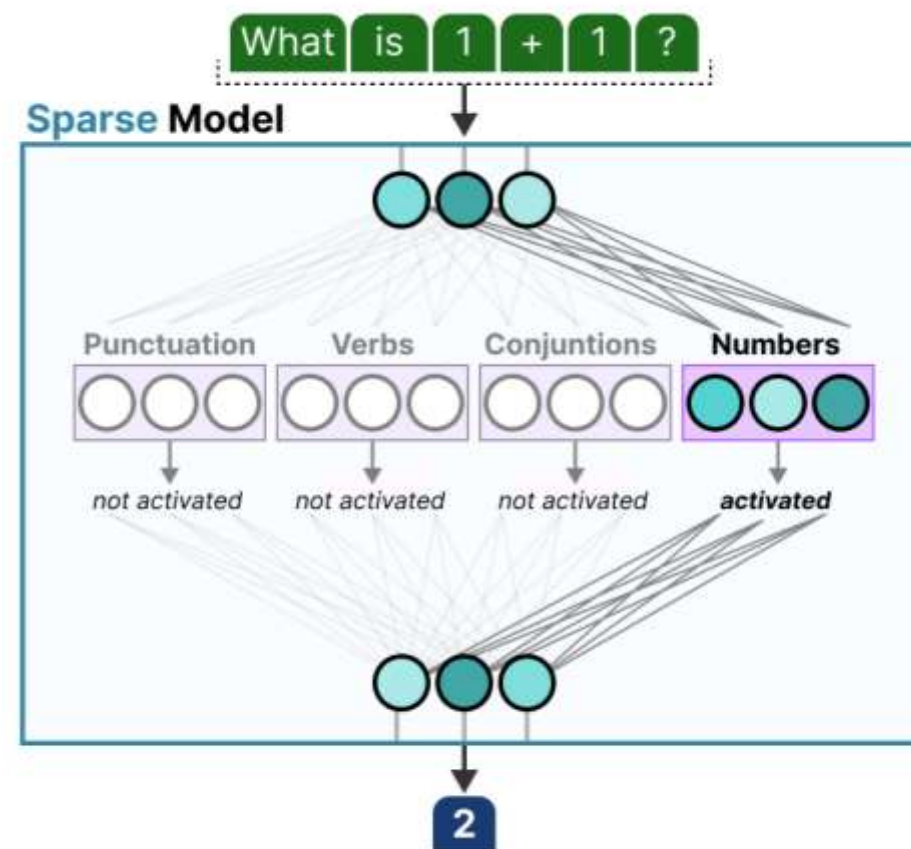 What is 1 + 1 ?
Sparse Model
Punctuation Verbs Conjuntions Numbers
not activated not activated not activated activated
2